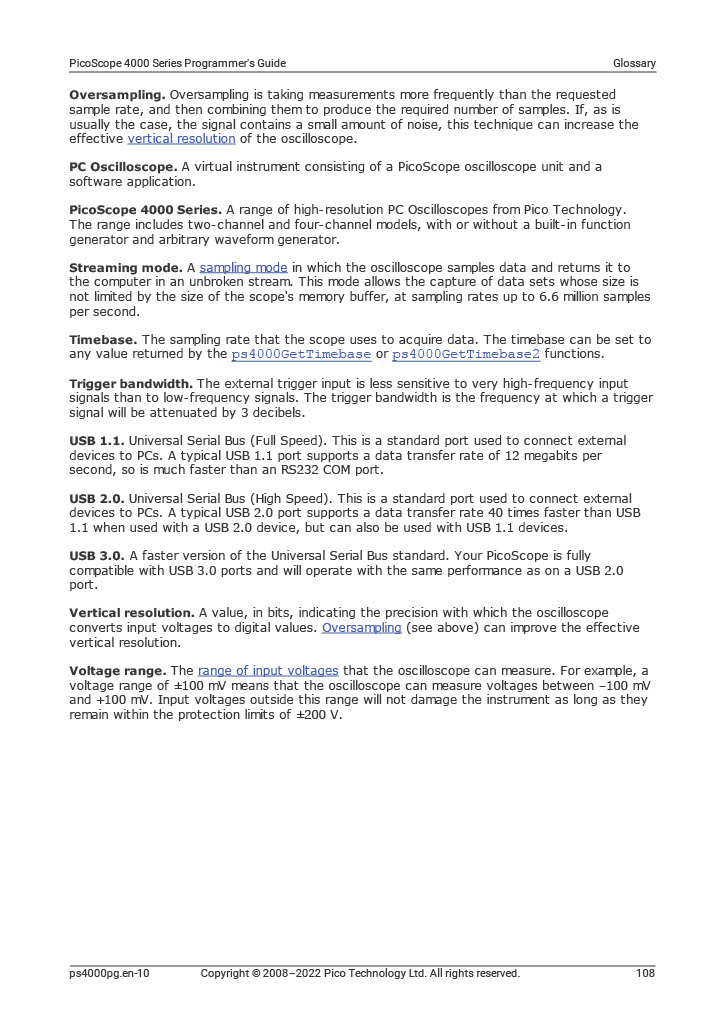 PicoScope 4000 Series Programmer's Guide Glossary
Oversampling. Oversampling is taking measurements more frequently than the requested
sample rate, and then combining them to produce the required number of samples. If, as is
usually the case, the signal contains a small amount of noise, this technique can increase the
effective vertical resolution of the oscilloscope.
PC Oscilloscope. A virtual instrument consisting of a PicoScope oscilloscope unit and a
software application.
PicoScope 4000 Series. A range of high-resolution PC Oscilloscopes from Pico Technology.
The range includes two-channel and four-channel models, with or without a built-in function
generator and arbitrary waveform generator.
Streaming mode. A sampling mode in which the oscilloscope samples data and returns it to
the computer in an unbroken stream. This mode allows the capture of data sets whose size is
not limited by the size of the scope's memory buffer, at sampling rates up to 6.6 million samples
per second.
Timebase. The sampling rate that the scope uses to acquire data. The timebase can be set to
any value returned by the ps4000GetTimebase or ps4000GetTimebase2 functions.
Trigger bandwidth. The external trigger input is less sensitive to very high-frequency input
signals than to low-frequency signals. The trigger bandwidth is the frequency at which a trigger
signal will be attenuated by 3 decibels.
USB 1.1. Universal Serial Bus (Full Speed). This is a standard port used to connect external
devices to PCs. A typical USB 1.1 port supports a data transfer rate of 12 megabits per
second, so is much faster than an RS232 COM port.
USB 2.0. Universal Serial Bus (High Speed). This is a standard port used to connect external
devices to PCs. A typical USB 2.0 port supports a data transfer rate 40 times faster than USB
1.1 when used with a USB 2.0 device, but can also be used with USB 1.1 devices.
USB 3.0. A faster version of the Universal Serial Bus standard. Your PicoScope is fully
compatible with USB 3.0 ports and will operate with the same performance as on a USB 2.0
port.
Vertical resolution. A value, in bits, indicating the precision with which the oscilloscope
converts input voltages to digital values. Oversampling (see above) can improve the effective
vertical resolution.
Voltage range. The range of input voltages that the oscilloscope can measure. For example, a
voltage range of ±100 mV means that the oscilloscope can measure voltages between –100 mV
and +100 mV. Input voltages outside this range will not damage the instrument as long as they
remain within the protection limits of ±200 V.
ps4000pg.en-10 Copyright © 2008–2022 Pico Technology Ltd. All rights reserved. 108